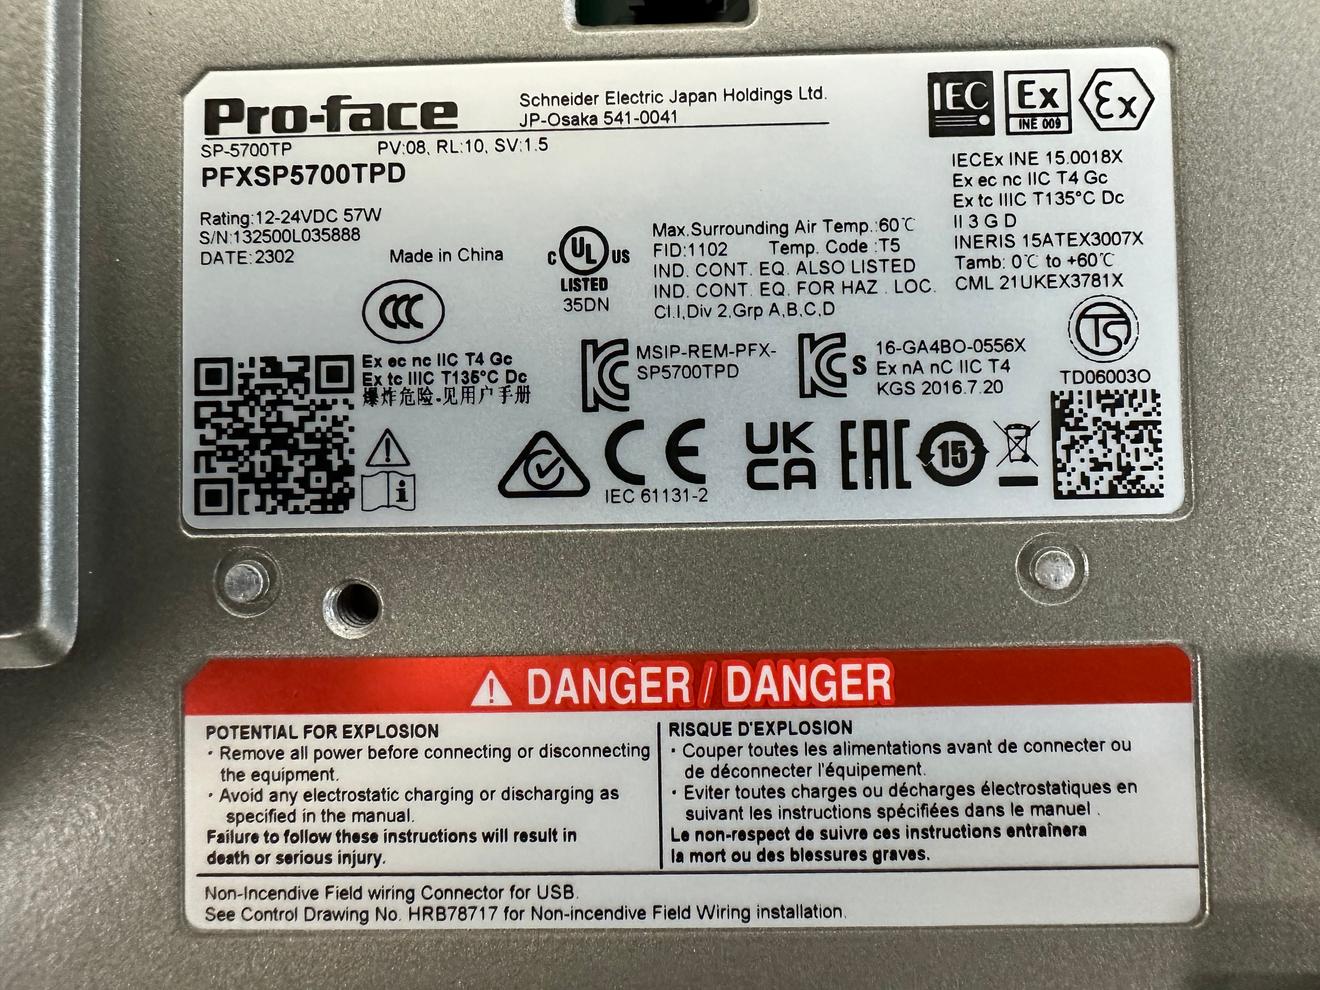 Pro-face
Schneider Electric Japan Holdings Ltd.
JP-Osaka 541-0041
SP-5700TP PV:08, RL:10, SV:1.5
PFXSP5700TPD
Rating:12-24VDC 57W
S/N:132500L035888
DATE:2302
Made in China
CCC
Ex ec nc IIC T4 Gc
Ex tc IIIC T135°C Dc
爆炸危险-见用户手册
C UL US
LISTED
35DN
Max.Surrounding Air Temp.:60℃
FID:1102 Temp. Code :T5
IND. CONT. EQ. ALSO LISTED
IND. CONT. EQ. FOR HAZ . LOC.
Cl.I,Div 2,Grp A,B,C,D
IEC Ex Ex
INE 009
IECEx INE 15.0018X
Ex ec nc IIC T4 Gc
Ex tc IIIC T135°C Dc
II 3 G D
INERIS 15ATEX3007X
Tamb: 0℃ to +60℃
CML 21UKEX3781X
TS
TD06003O
KC
MSIP-REM-PFX-
SP5700TPD
KCs
16-GA4BO-0556X
Ex nA nC IIC T4
KGS 2016.7.20
CE
IEC 61131-2
UK
CA
EAC
15
DANGER / DANGER
POTENTIAL FOR EXPLOSION
· Remove all power before connecting or disconnecting
the equipment.
· Avoid any electrostatic charging or discharging as
specified in the manual.
Failure to follow these instructions will result in
death or serious injury.
RISQUE D'EXPLOSION
· Couper toutes les alimentations avant de connecter ou
de déconnecter l'équipement.
· Eviter toutes charges ou décharges électrostatiques en
suivant les instructions spécifiées dans le manuel .
Le non-respect de suivre ces instructions entraînera
la mort ou des blessures graves.
Non-Incendive Field wiring Connector for USB.
See Control Drawing No. HRB78717 for Non-incendive Field Wiring installation.